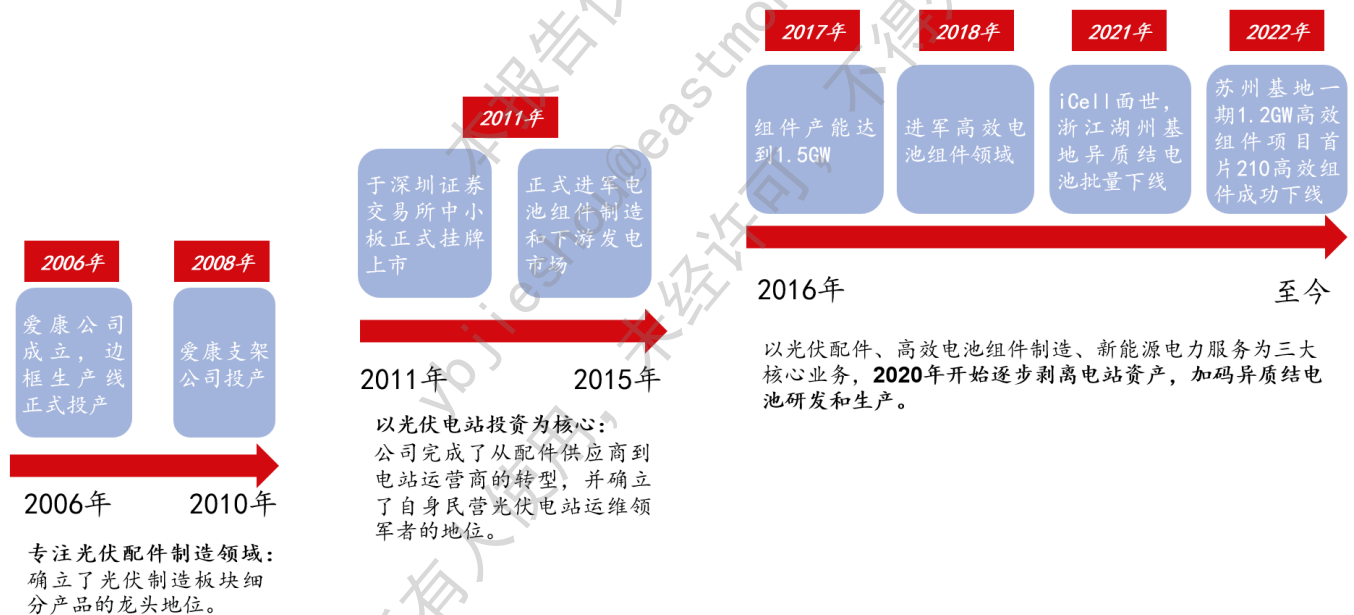 2006年
爱康公司
成立，边
框生产线
正式投产
2008年
爱康支架
公司投产
2006年
2010年
专注光伏配件制造领域：
确立了光伏制造板块细
分产品的龙头地位。
2011年
于深圳证券
交易所中小
板正式挂牌
上市
正式进军电
池组件制造
和下游发电
市场
2011年
2015年
以光伏电站投资为核心：
公司完成了从配件供应商到
电站运营商的转型，并确立
了自身民营光伏电站运维领
军者的地位。
2017年
组件产能达
到1.5GW
2018年
进军高效电
池组件领域
2021年
iCell面世，
浙江湖州基
地异质结电
池批量下线
2022年
苏州基地一
期1.2GW高效
组件项目首
片210高效组
件成功下线
2016年
至今
以光伏配件、高效电池组件制造、新能源电力服务为三大
核心业务，2020年开始逐步剥离电站资产，加码异质结电
池研发和生产。